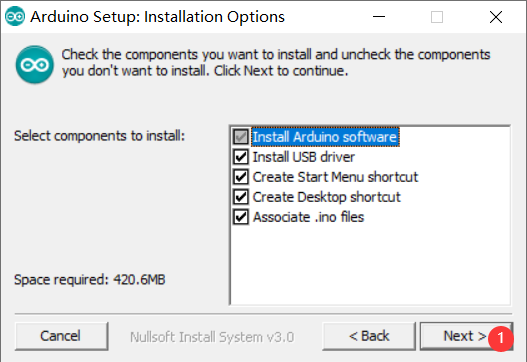 Arduino Setup: Installation Options
Check the components you want to install and uncheck the components
you don't want to install. Click Next to continue.
Select components to install:
Install Arduino software
Install USB driver
Create Start Menu shortcut
Create Desktop shortcut
Associate .ino files
Space required: 420.6MB
Cancel
Nullsoft Install System v3.0
< Back
Next >
1